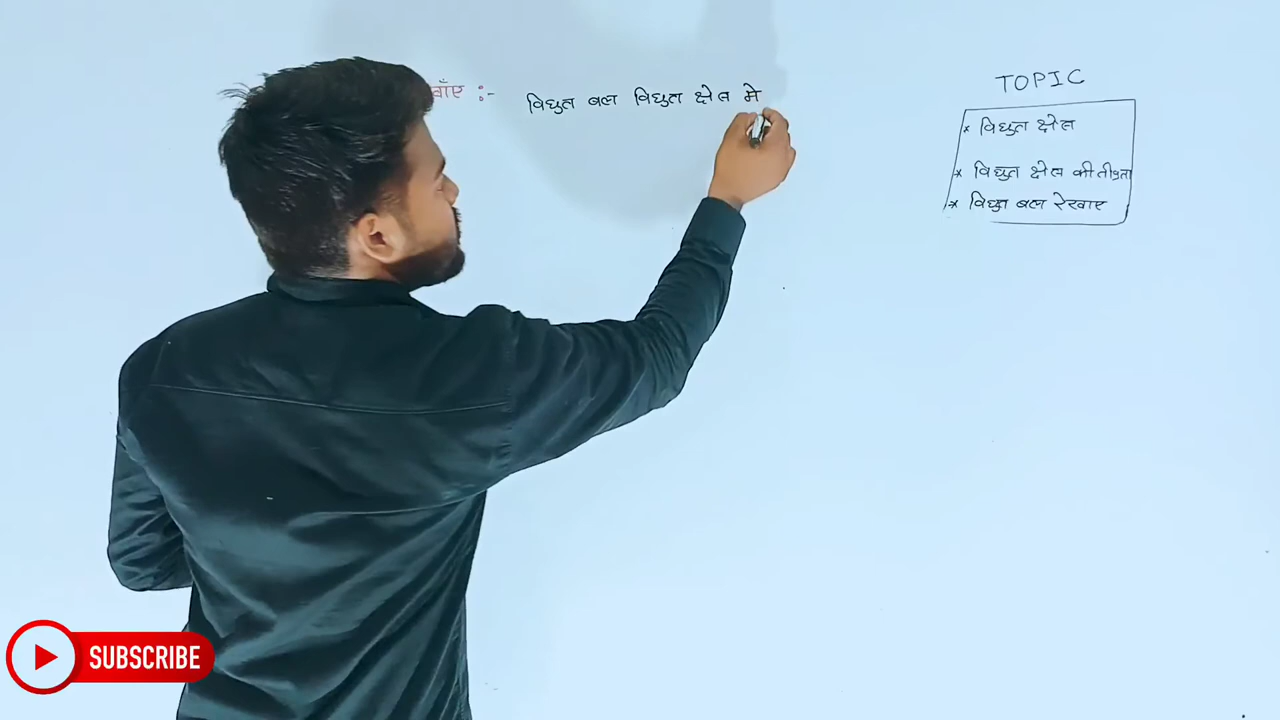 विद्युत बल विद्युत क्षेत्र मे
TOPIC
* विद्युत क्षेत्र
* विद्युत क्षेत्र की तीव्रता
* विद्युत बल रेखाए
SUBSCRIBE